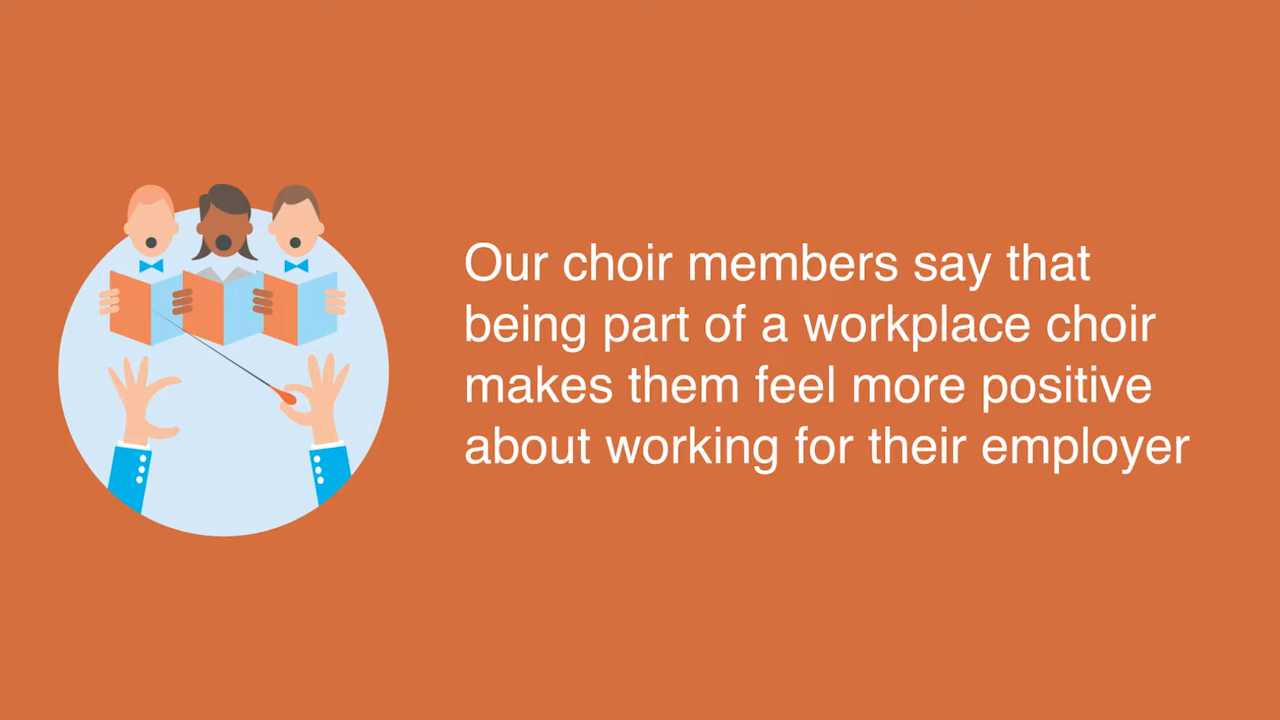 Our choir members say that
being part of a workplace choir
makes them feel more positive
about working for their employer